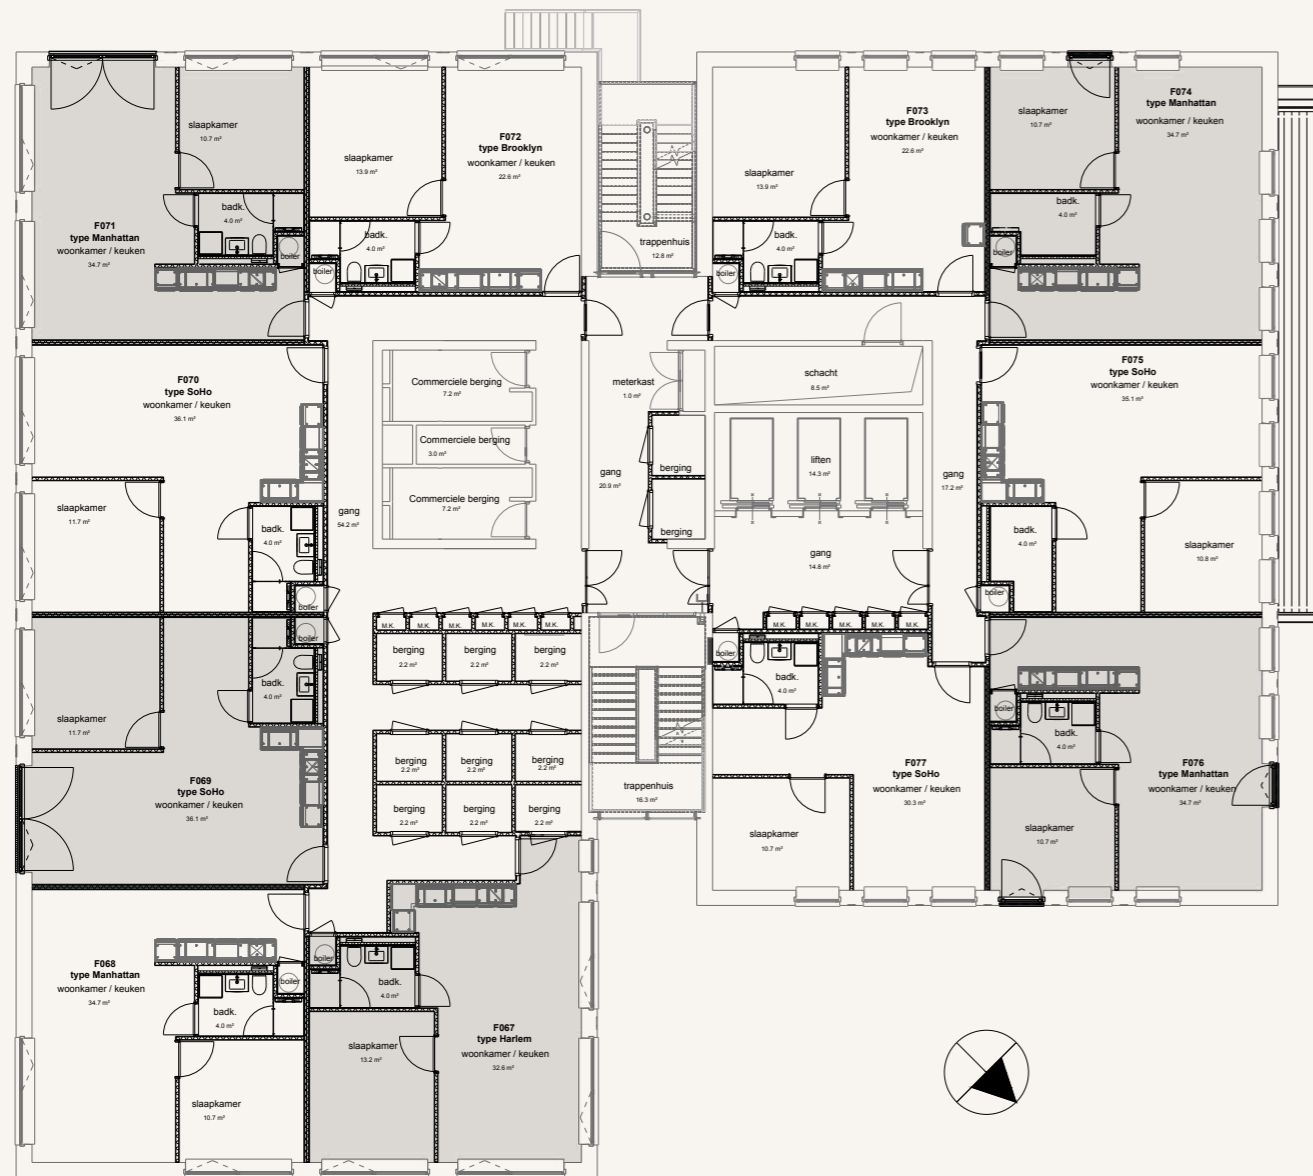 F071
type Manhattan
woonkamer / keuken
34.7 m²
slaapkamer
10.7 m²
badk.
4.0 m²
boiler
slaapkamer
13.9 m²
F072
type Brooklyn
woonkamer / keuken
22.6 m²
badk.
4.0 m²
boiler
trappenhuis
12.8 m²
slaapkamer
13.9 m²
F073
type Brooklyn
woonkamer / keuken
22.6 m²
badk.
4.0 m²
boiler
slaapkamer
10.7 m²
F074
type Manhattan
woonkamer / keuken
34.7 m²
badk.
4.0 m²
boiler
F070
type SoHo
woonkamer / keuken
36.1 m²
slaapkamer
11.7 m²
badk.
4.0 m²
boiler
gang
54.2 m²
Commerciele berging
7.2 m²
Commerciele berging
3.0 m²
Commerciele berging
7.2 m²
meterkast
1.0 m²
gang
20.9 m²
berging
berging
schacht
8.5 m²
liften
14.3 m²
gang
14.8 m²
gang
17.2 m²
F075
type SoHo
woonkamer / keuken
35.1 m²
badk.
4.0 m²
boiler
slaapkamer
10.8 m²
boiler
badk.
4.0 m²
slaapkamer
11.7 m²
F069
type SoHo
woonkamer / keuken
36.1 m²
M.K. M.K. M.K. M.K. M.K. M.K.
berging berging berging
2.2 m² 2.2 m² 2.2 m²
berging berging berging
2.2 m² 2.2 m² 2.2 m²
berging berging berging
2.2 m² 2.2 m² 2.2 m²
trappenhuis
16.3 m²
M.K. M.K. M.K. M.K. M.K.
boiler
badk.
4.0 m²
F077
type SoHo
woonkamer / keuken
30.3 m²
slaapkamer
10.7 m²
boiler
badk.
4.0 m²
F076
type Manhattan
woonkamer / keuken
34.7 m²
slaapkamer
10.7 m²
F068
type Manhattan
woonkamer / keuken
34.7 m²
boiler
badk.
4.0 m²
slaapkamer
10.7 m²
boiler
badk.
4.0 m²
slaapkamer
13.2 m²
F067
type Harlem
woonkamer / keuken
32.6 m²